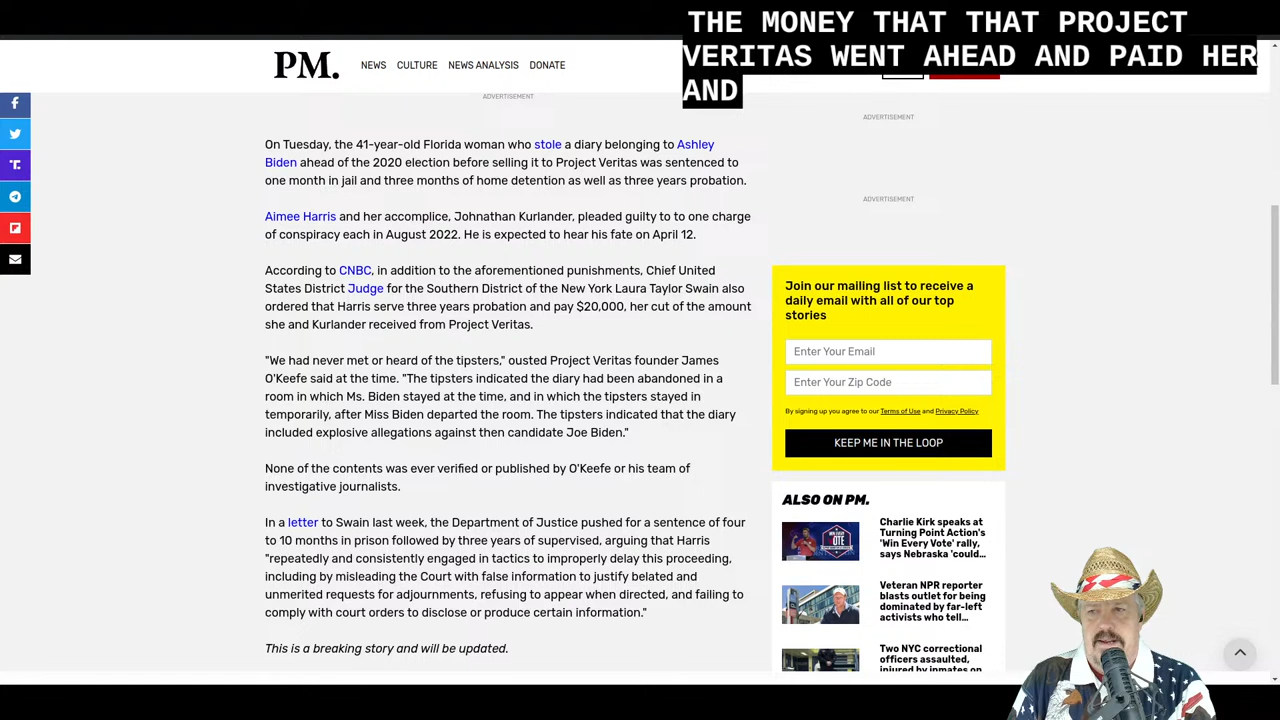 THE MONEY THAT THAT PROJECT
VERITAS WENT AHEAD AND PAID HER
AND
PM.
NEWS CULTURE NEWS ANALYSIS DONATE
ADVERTISEMENT
On Tuesday, the 41-year-old Florida woman who stole a diary belonging to Ashley
Biden ahead of the 2020 election before selling it to Project Veritas was sentenced to
one month in jail and three months of home detention as well as three years probation.
Aimee Harris and her accomplice, Johnathan Kurlander, pleaded guilty to to one charge
of conspiracy each in August 2022. He is expected to hear his fate on April 12.
According to CNBC, in addition to the aforementioned punishments, Chief United
States District Judge for the Southern District of the New York Laura Taylor Swain also
ordered that Harris serve three years probation and pay $20,000, her cut of the amount
she and Kurlander received from Project Veritas.
"We had never met or heard of the tipsters," ousted Project Veritas founder James
O'Keefe said at the time. "The tipsters indicated the diary had been abandoned in a
room in which Ms. Biden stayed at the time, and in which the tipsters stayed in
temporarily, after Miss Biden departed the room. The tipsters indicated that the diary
included explosive allegations against then candidate Joe Biden."
None of the contents was ever verified or published by O'Keefe or his team of
investigative journalists.
In a letter to Swain last week, the Department of Justice pushed for a sentence of four
to 10 months in prison followed by three years of supervised, arguing that Harris
"repeatedly and consistently engaged in tactics to improperly delay this proceeding,
including by misleading the Court with false information to justify belated and
unmerited requests for adjournments, refusing to appear when directed, and failing to
comply with court orders to disclose or produce certain information."
This is a breaking story and will be updated.
ADVERTISEMENT
ADVERTISEMENT
Join our mailing list to receive a
daily email with all of our top
stories
Enter Your Email
Enter Your Zip Code
By signing up you agree to our Terms of Use and Privacy Policy
KEEP ME IN THE LOOP
ALSO ON PM.
Charlie Kirk speaks at
Turning Point Action's
'Win Every Vote' rally,
says Nebraska 'could...
Veteran NPR reporter
blasts outlet for being
dominated by far-left
activists who tell...
Two NYC correctional
officers assaulted,
injured by inmates on